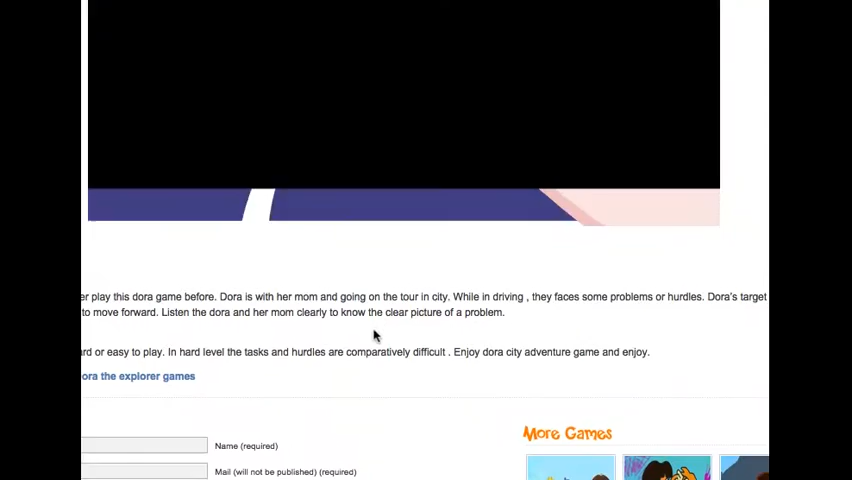 er play this dora game before. Dora is with her mom and going on the tour in city. While in driving , they faces some problems or hurdles. Dora's target
to move forward. Listen the dora and her mom clearly to know the clear picture of a problem.
rd or easy to play. In hard level the tasks and hurdles are comparatively difficult . Enjoy dora city adventure game and enjoy.
ora the explorer games
More Games
Name (required)
Mail (will not be published) (required)